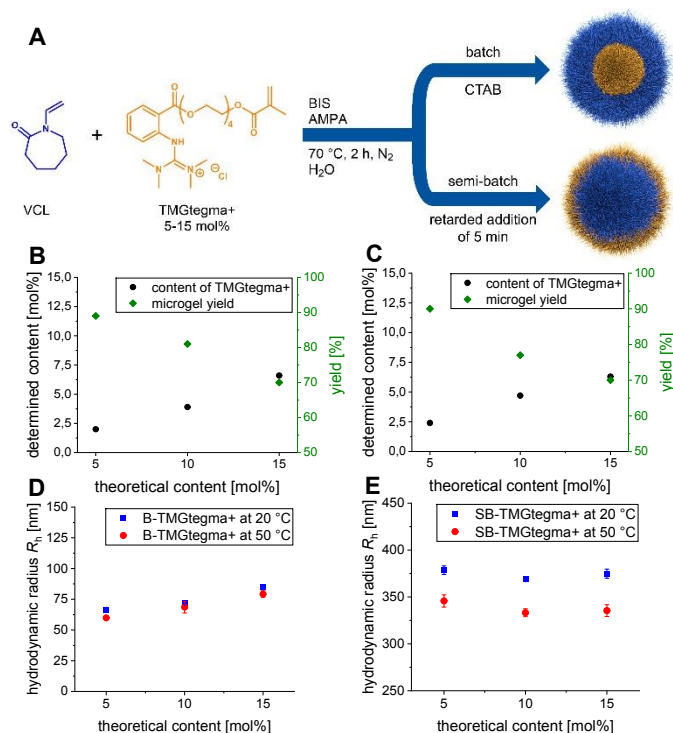 A
batch
CTAB
O
N
+
O
O
4
O
O
NH
N
N
+
⊖Cl
BIS
AMPA
70 °C, 2 h, N2
H2O
semi-batch
retarded addition
of 5 min
VCL
TMGtegma+
5-15 mol%
B
content of TMGtegma+
microgel yield
determined content [mol%]
15,0
12,5
10,0
7,5
5,0
2,5
0,0
5
10
15
theoretical content [mol%]
100
90
80
70
60
50
yield [%]
C
content of TMGtegma+
microgel yield
determined content [mol%]
15,0
12,5
10,0
7,5
5,0
2,5
0,0
5
10
15
theoretical content [mol%]
100
90
80
70
60
50
yield [%]
D
B-TMGtegma+ at 20 °C
B-TMGtegma+ at 50 °C
hydrodynamic radius Rh [nm]
150
125
100
75
50
25
0
5
10
15
theoretical content [mol%]
E
SB-TMGtegma+ at 20 °C
SB-TMGtegma+ at 50 °C
hydrodynamic radius Rh [nm]
450
400
350
300
250
5
10
15
theoretical content [mol%]